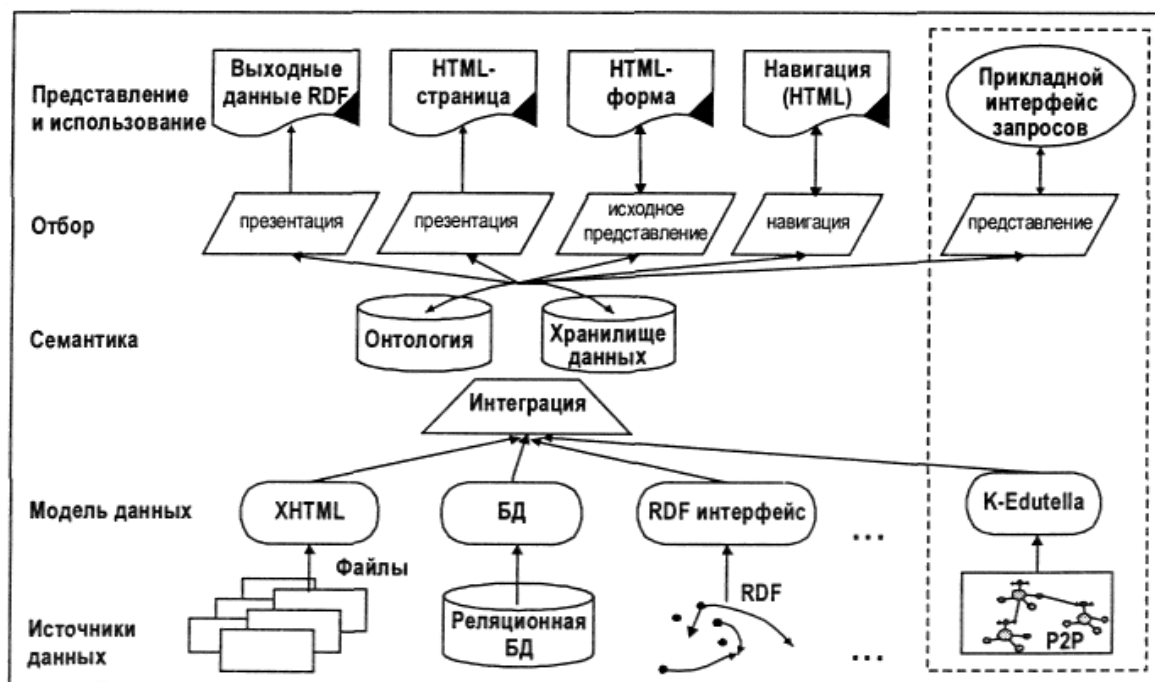 Выходные
данные RDF
HTML-
страница
HTML-
форма
Навигация
(HTML)
Прикладной
интерфейс
запросов
Представление
и использование
Отбор
презентация
презентация
исходное
представление
навигация
представление
Семантика
Онтология
Хранилище
данных
Интеграция
Модель данных
XHTML
БД
RDF интерфейс
...
K-Edutella
Файлы
RDF
Источники
данных
Реляционная
БД
...
P2P